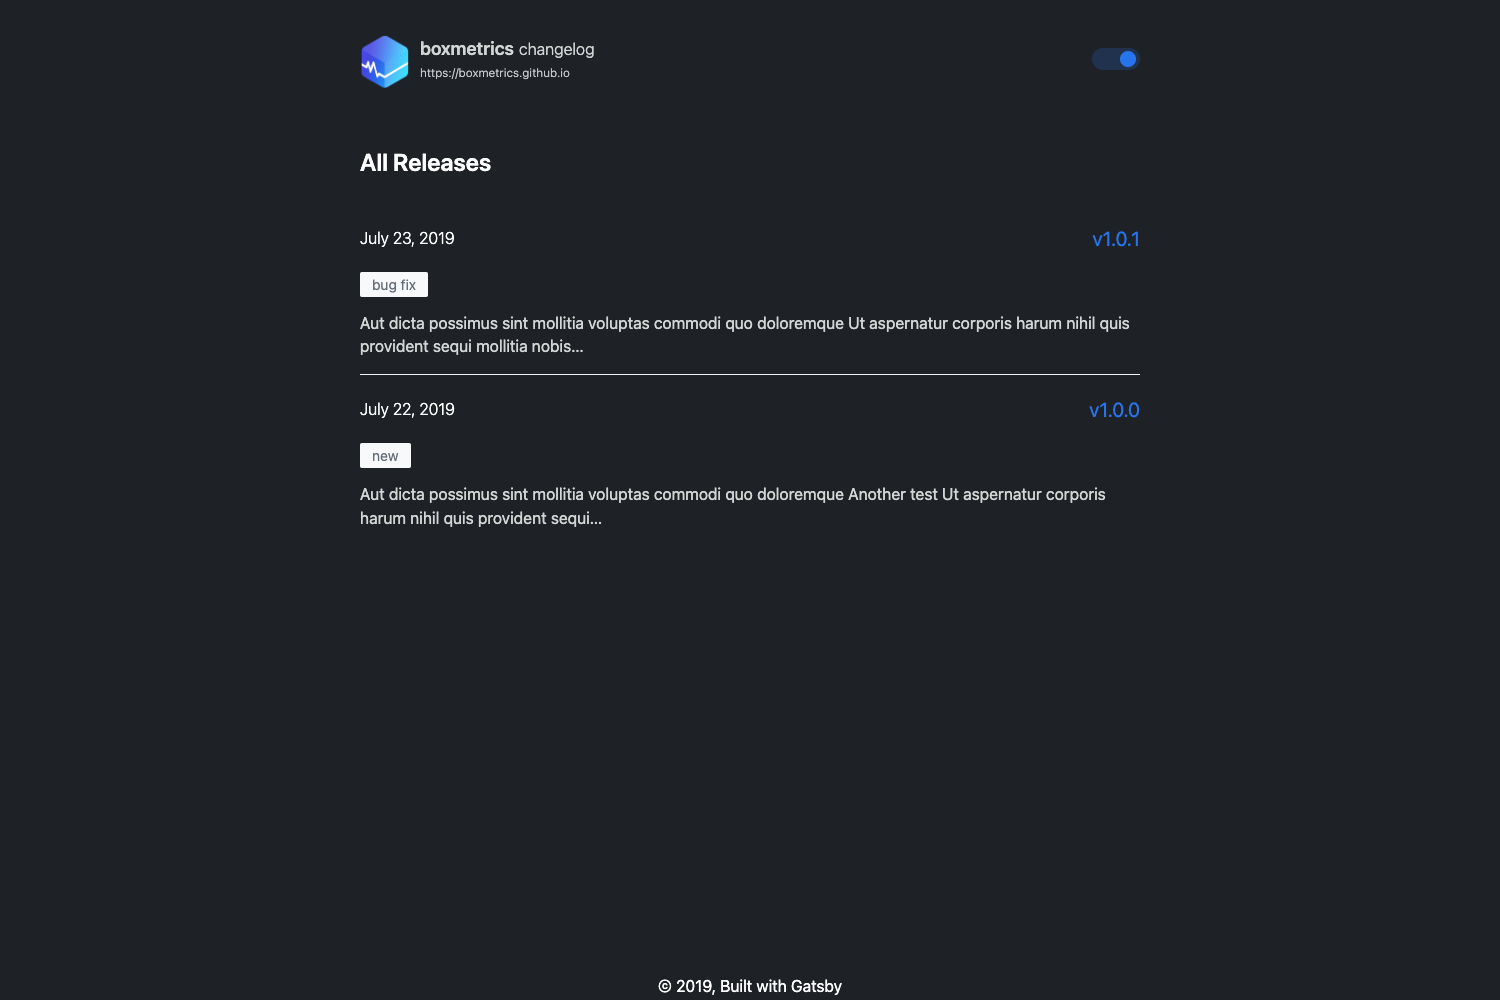 boxmetrics changelog
https://boxmetrics.github.io
All Releases
July 23, 2019
v1.0.1
bug fix
Aut dicta possimus sint mollitia voluptas commodi quo doloremque Ut aspernatur corporis harum nihil quis
provident sequi mollitia nobis...
July 22, 2019
v1.0.0
new
Aut dicta possimus sint mollitia voluptas commodi quo doloremque Another test Ut aspernatur corporis
harum nihil quis provident sequi...
© 2019, Built with Gatsby